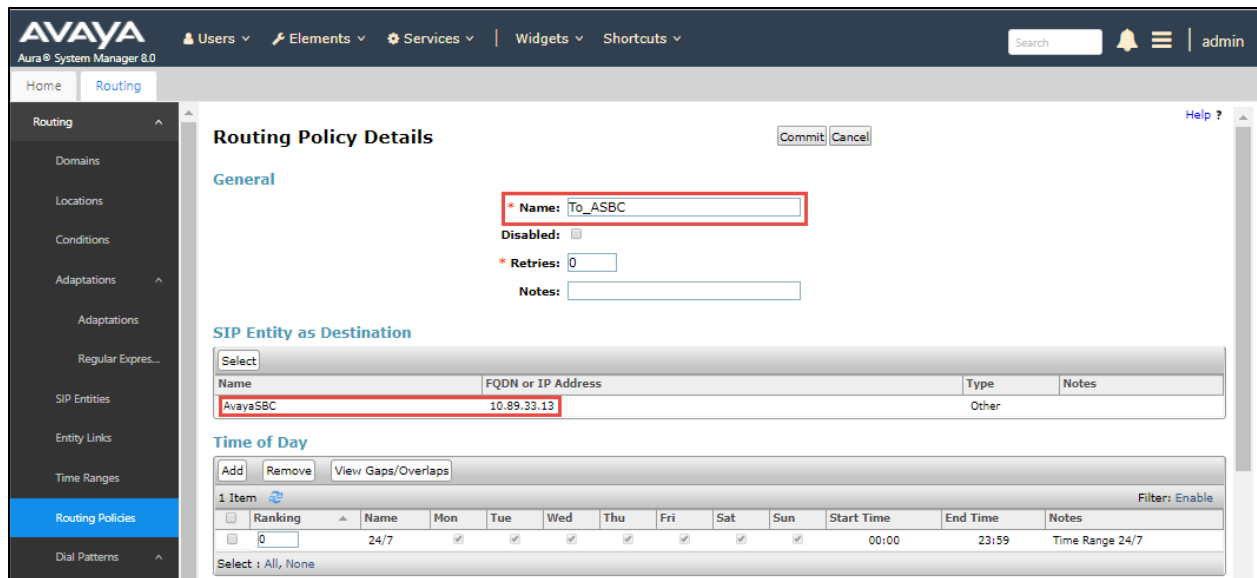 AVAYA
Aura® System Manager 8.0
Users Elements Services | Widgets Shortcuts Search admin
Home Routing
Help ?
Routing
Domains
Locations
Conditions
Adaptations
Adaptations
Regular Expres...
SIP Entities
Entity Links
Time Ranges
Routing Policies
Dial Patterns
Routing Policy Details Commit Cancel
General
* Name: To_ASBC
Disabled:
* Retries: 0
Notes:
SIP Entity as Destination
Select
Name FQDN or IP Address Type Notes
AvayaSBC 10.89.33.13 Other
Time of Day
Add Remove View Gaps/Overlaps
1 Item Filter: Enable
Ranking Name Mon Tue Wed Thu Fri Sat Sun Start Time End Time Notes
0 24/7 00:00 23:59 Time Range 24/7
Select : All, None